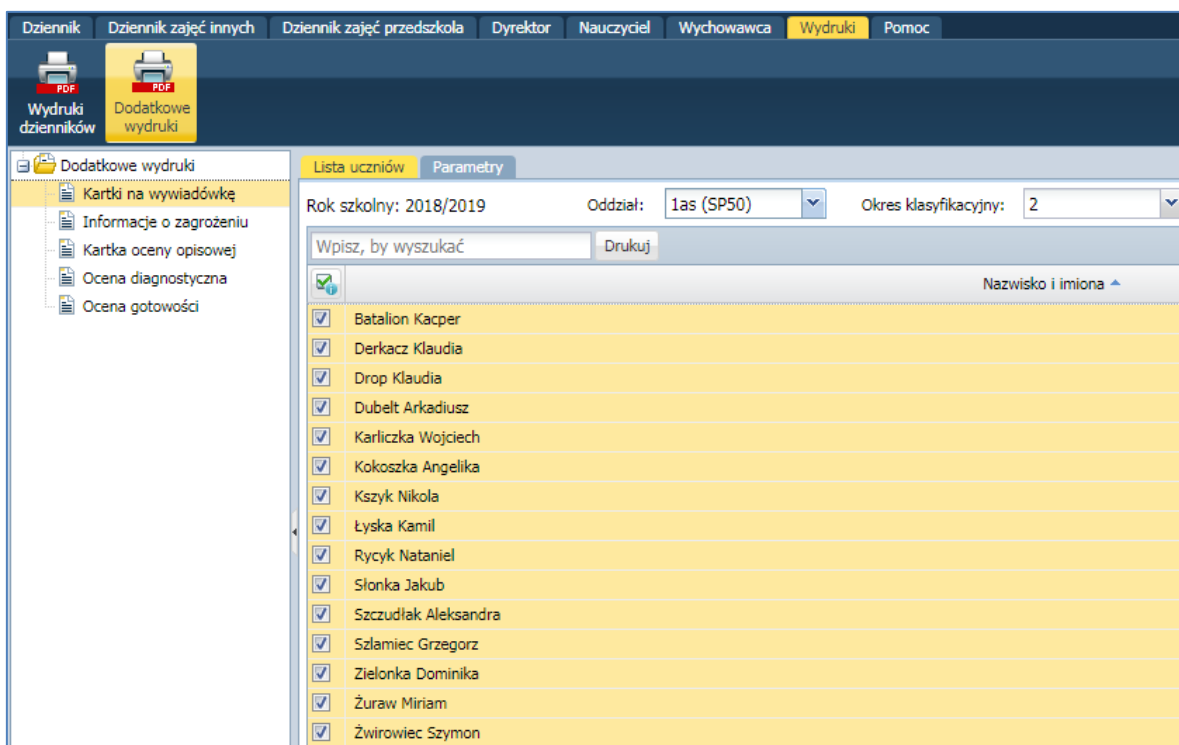 Dziennik Dziennik zajęć innych Dziennik zajęć przedszkola Dyrektor Nauczyciel Wychowawca Wydruki Pomoc
PDF PDF
Wydruki dzienników Dodatkowe wydruki
Dodatkowe wydruki
Kartki na wywiadówkę
Informacje o zagrożeniu
Kartka oceny opisowej
Ocena diagnostyczna
Ocena gotowości
Lista uczniów Parametry
Rok szkolny: 2018/2019 Oddział: 1as (SP50) Okres klasyfikacyjny: 2
Wpisz, by wyszukać Drukuj
Nazwisko i imiona
Batalion Kacper
Derkacz Klaudia
Drop Klaudia
Dubelt Arkadiusz
Karliczka Wojciech
Kokoszka Angelika
Kszyk Nikola
Łyska Kamil
Rycyk Nataniel
Słonka Jakub
Szczudłak Aleksandra
Szlamiec Grzegorz
Zielonka Dominika
Żuraw Miriam
Żwirowiec Szymon